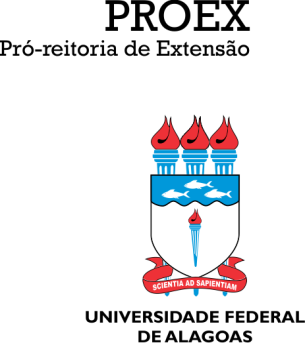 PROEX
Pró-reitoria de Extensão
SCIENTIA AD SAPIENTIAM
UNIVERSIDADE FEDERAL
DE ALAGOAS